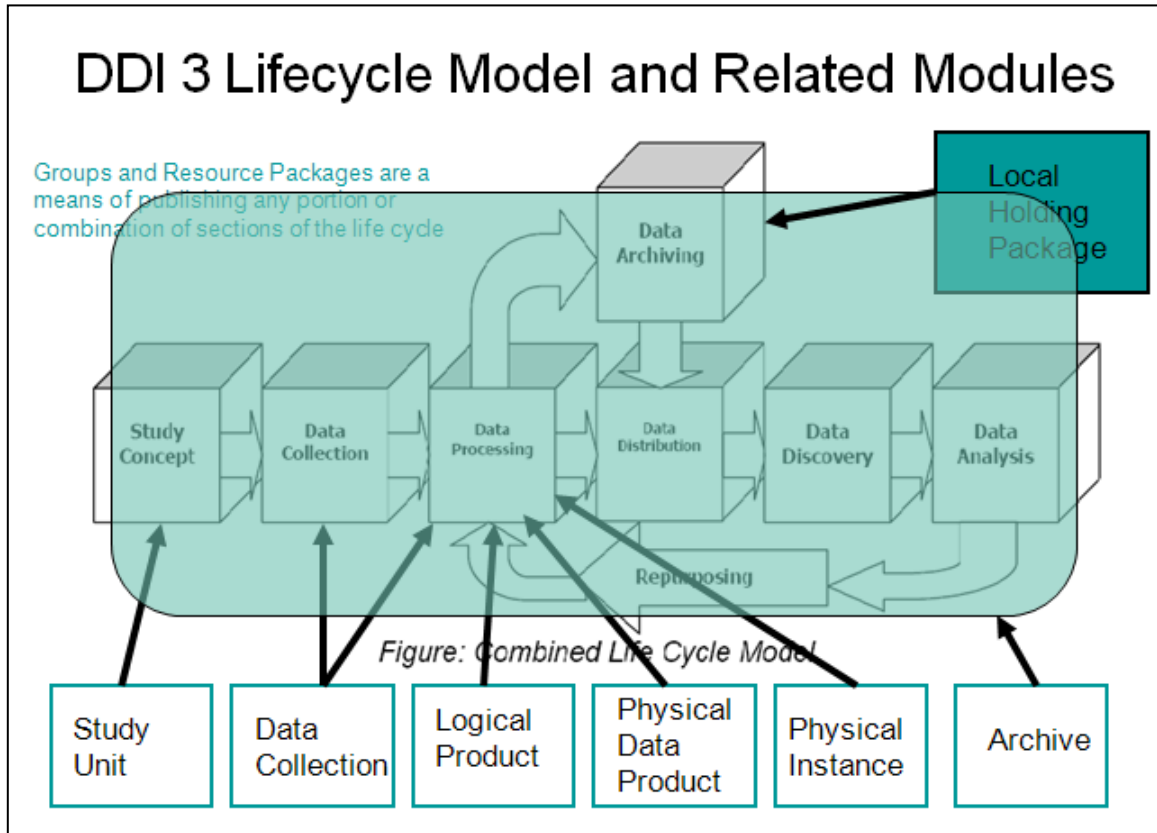 DDI 3 Lifecycle Model and Related Modules
Groups and Resource Packages are a
means of publishing any portion or
combination of sections of the life cycle
Local
Holding
Package
Data
Archiving
Study
Concept
Data
Collection
Data
Processing
Data
Distribution
Data
Discovery
Data
Analysis
Repurposing
Figure: Combined Life Cycle Model
Study
Unit
Data
Collection
Logical
Product
Physical
Data
Product
Physical
Instance
Archive